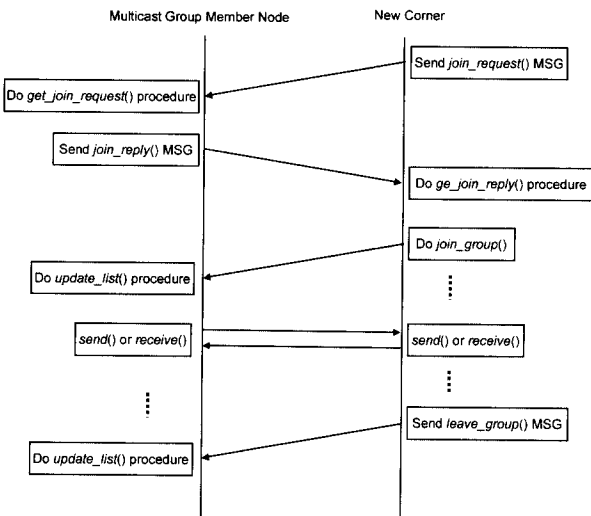 Multicast Group Member Node
New Corner
Send join_request() MSG
Do get_join_request() procedure
Send join_reply() MSG
Do ge_join_reply() procedure
Do join_group()
Do update_list() procedure
send() or receive()
send() or receive()
Send leave_group() MSG
Do update_list() procedure